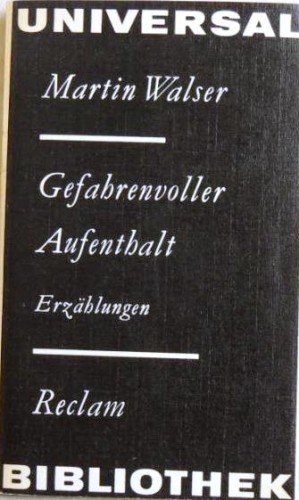 UNIVERSAL
Martin Walser
Gefahrenvoller
Aufenthalt
Erzählungen
Reclam
BIBLIOTHEK